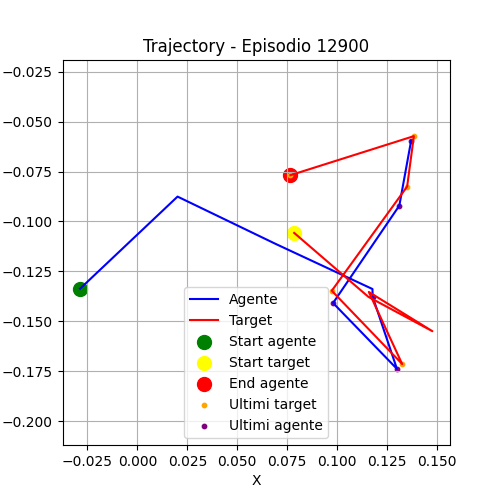 Trajectory - Episodio 12900
−0.025
−0.050
−0.075
−0.100
−0.125
−0.150
−0.175
−0.200
Agente
Target
Start agente
Start target
End agente
Ultimi target
Ultimi agente
−0.025 0.000 0.025 0.050 0.075 0.100 0.125 0.150
X